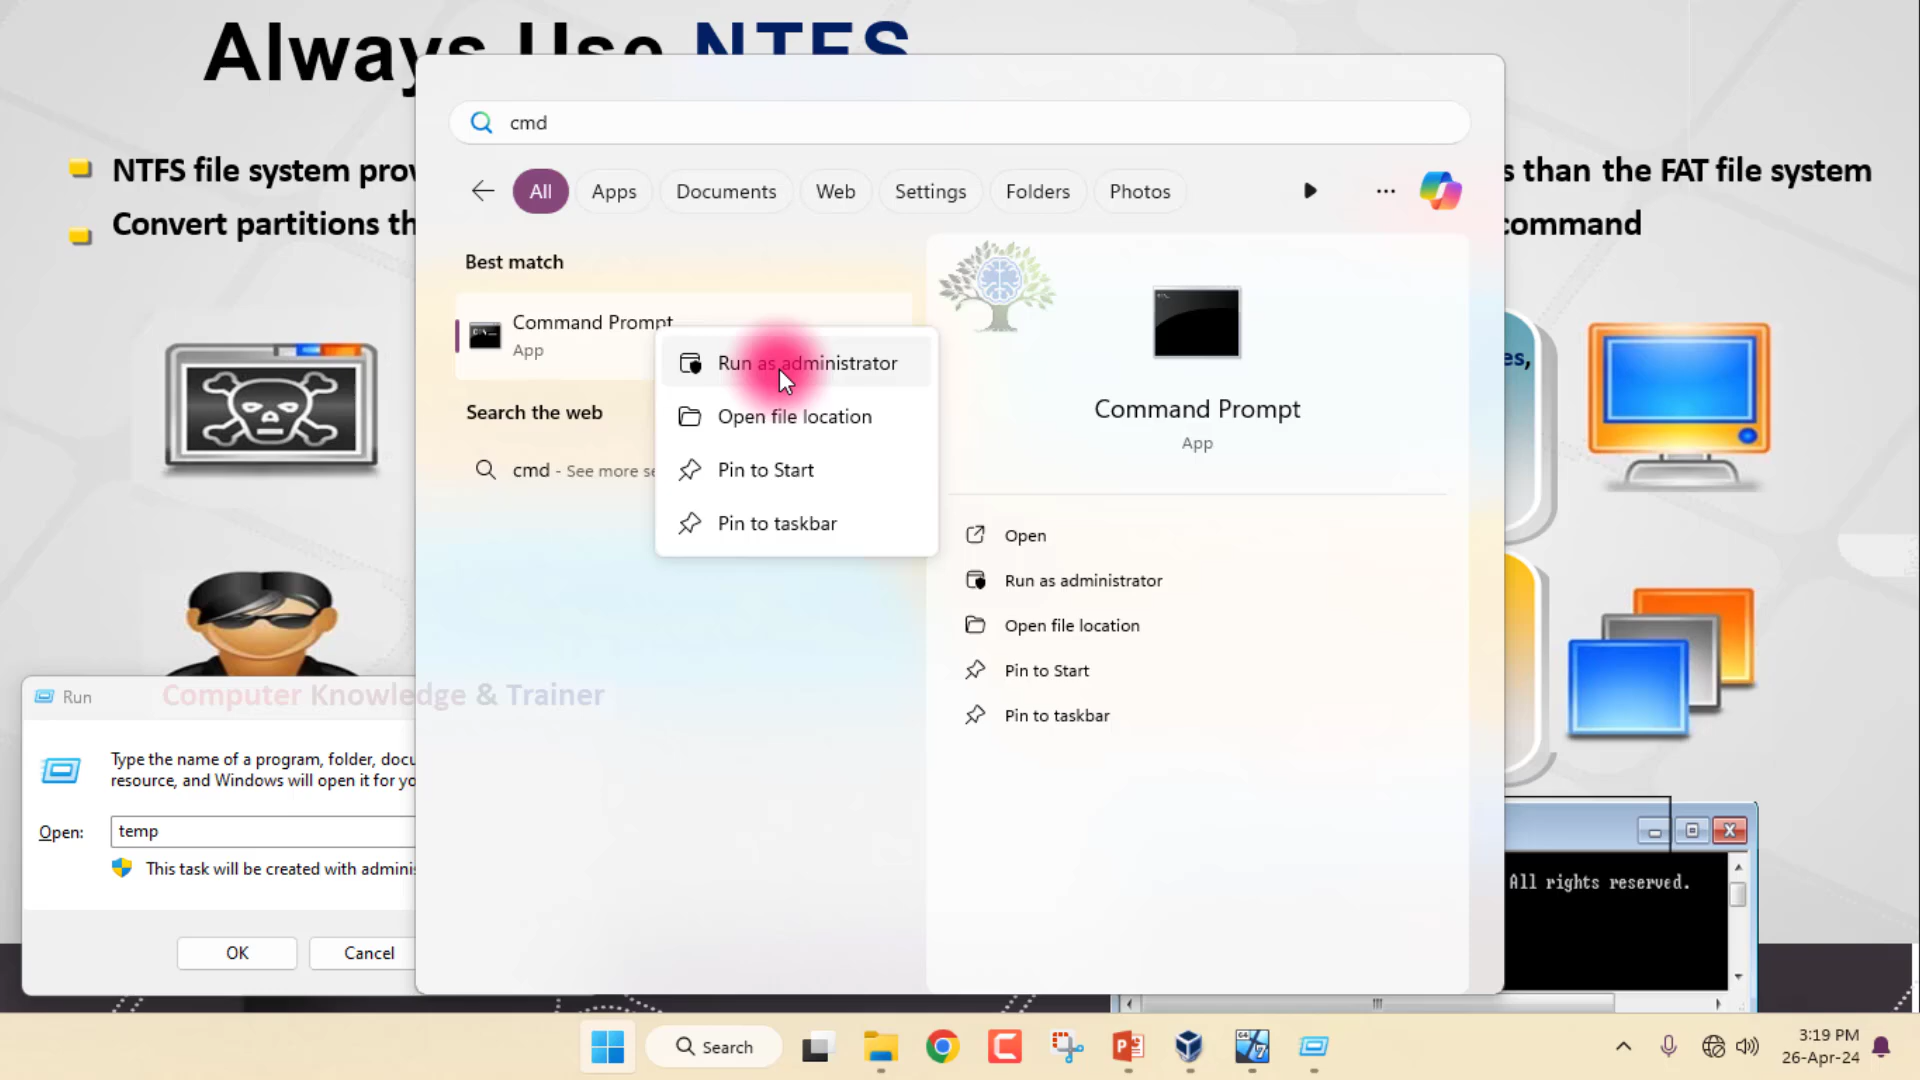 Always Use NTFS
NTFS file system prov
s than the FAT file system
Convert partitions th
command
cmd
All
Apps
Documents
Web
Settings
Folders
Photos
Best match
Command Prompt
App
Run as administrator
Open file location
Pin to Start
Pin to taskbar
Search the web
cmd - See more se
Command Prompt
App
Open
Run as administrator
Open file location
Pin to Start
Pin to taskbar
es,
Run
Computer Knowledge & Trainer
Type the name of a program, folder, docu
resource, and Windows will open it for yo
Open:
temp
This task will be created with adminis
OK
Cancel
All rights reserved.
Search
3:19 PM
26-Apr-24